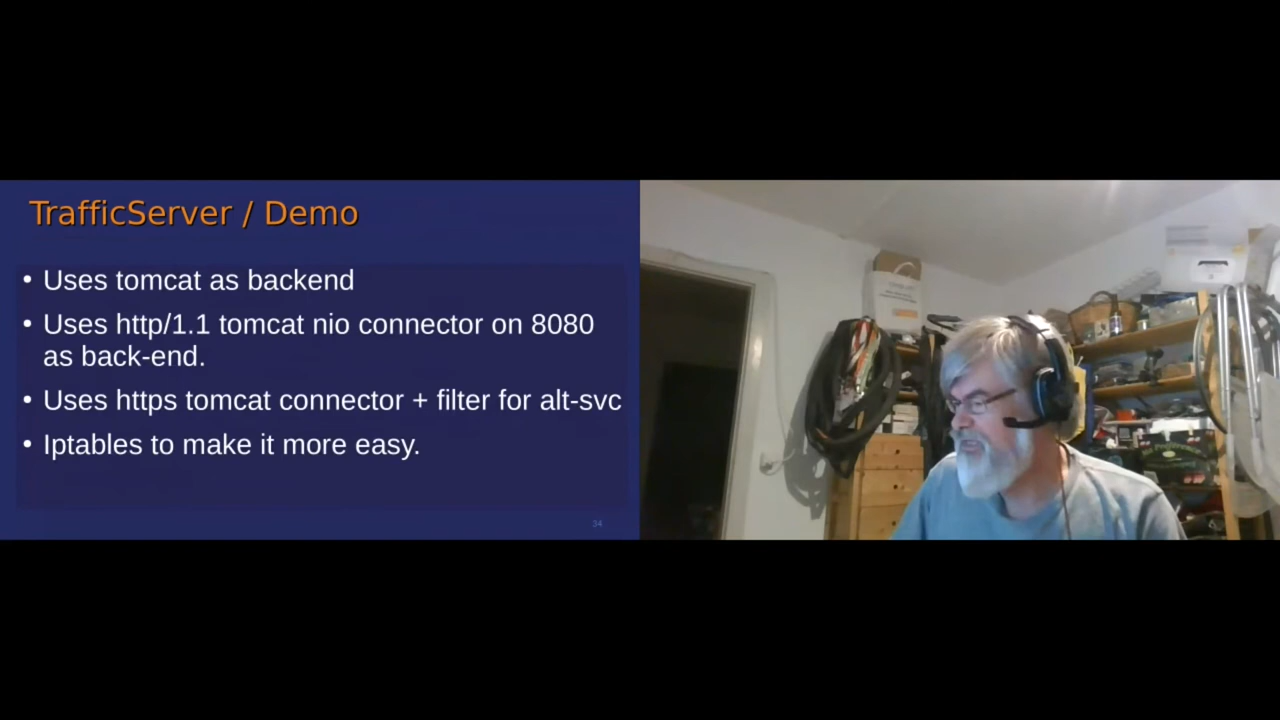 TrafficServer / Demo
• Uses tomcat as backend
• Uses http/1.1 tomcat nio connector on 8080
as back-end.
• Uses https tomcat connector + filter for alt-svc
• Iptables to make it more easy.
34